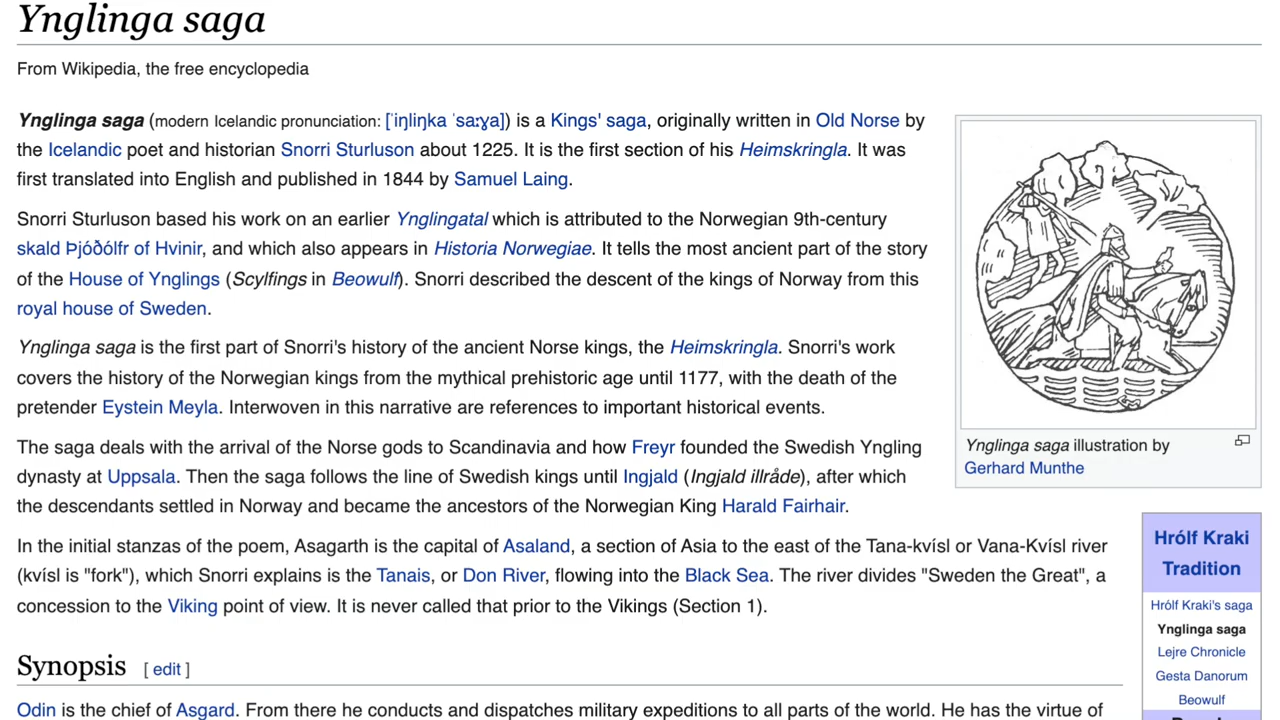 Ynglinga saga
From Wikipedia, the free encyclopedia
Ynglinga saga (modern Icelandic pronunciation: [ˈiŋliŋka ˈsaːɣa]) is a Kings' saga, originally written in Old Norse by
the Icelandic poet and historian Snorri Sturluson about 1225. It is the first section of his Heimskringla. It was
first translated into English and published in 1844 by Samuel Laing.
Snorri Sturluson based his work on an earlier Ynglingatal which is attributed to the Norwegian 9th-century
skald Þjóðólfr of Hvinir, and which also appears in Historia Norwegiae. It tells the most ancient part of the story
of the House of Ynglings (Scylfings in Beowulf). Snorri described the descent of the kings of Norway from this
royal house of Sweden.
Ynglinga saga is the first part of Snorri's history of the ancient Norse kings, the Heimskringla. Snorri's work
covers the history of the Norwegian kings from the mythical prehistoric age until 1177, with the death of the
pretender Eystein Meyla. Interwoven in this narrative are references to important historical events.
The saga deals with the arrival of the Norse gods to Scandinavia and how Freyr founded the Swedish Yngling
dynasty at Uppsala. Then the saga follows the line of Swedish kings until Ingjald (Ingjald illråde), after which
the descendants settled in Norway and became the ancestors of the Norwegian King Harald Fairhair.
In the initial stanzas of the poem, Asagarth is the capital of Asaland, a section of Asia to the east of the Tana-kvísl or Vana-Kvísl river
(kvísl is "fork"), which Snorri explains is the Tanais, or Don River, flowing into the Black Sea. The river divides "Sweden the Great", a
concession to the Viking point of view. It is never called that prior to the Vikings (Section 1).
Synopsis [ edit ]
Odin is the chief of Asgard. From there he conducts and dispatches military expeditions to all parts of the world. He has the virtue of
Ynglinga saga illustration by
Gerhard Munthe
Hrólf Kraki
Tradition
Hrólf Kraki's saga
Ynglinga saga
Lejre Chronicle
Gesta Danorum
Beowulf